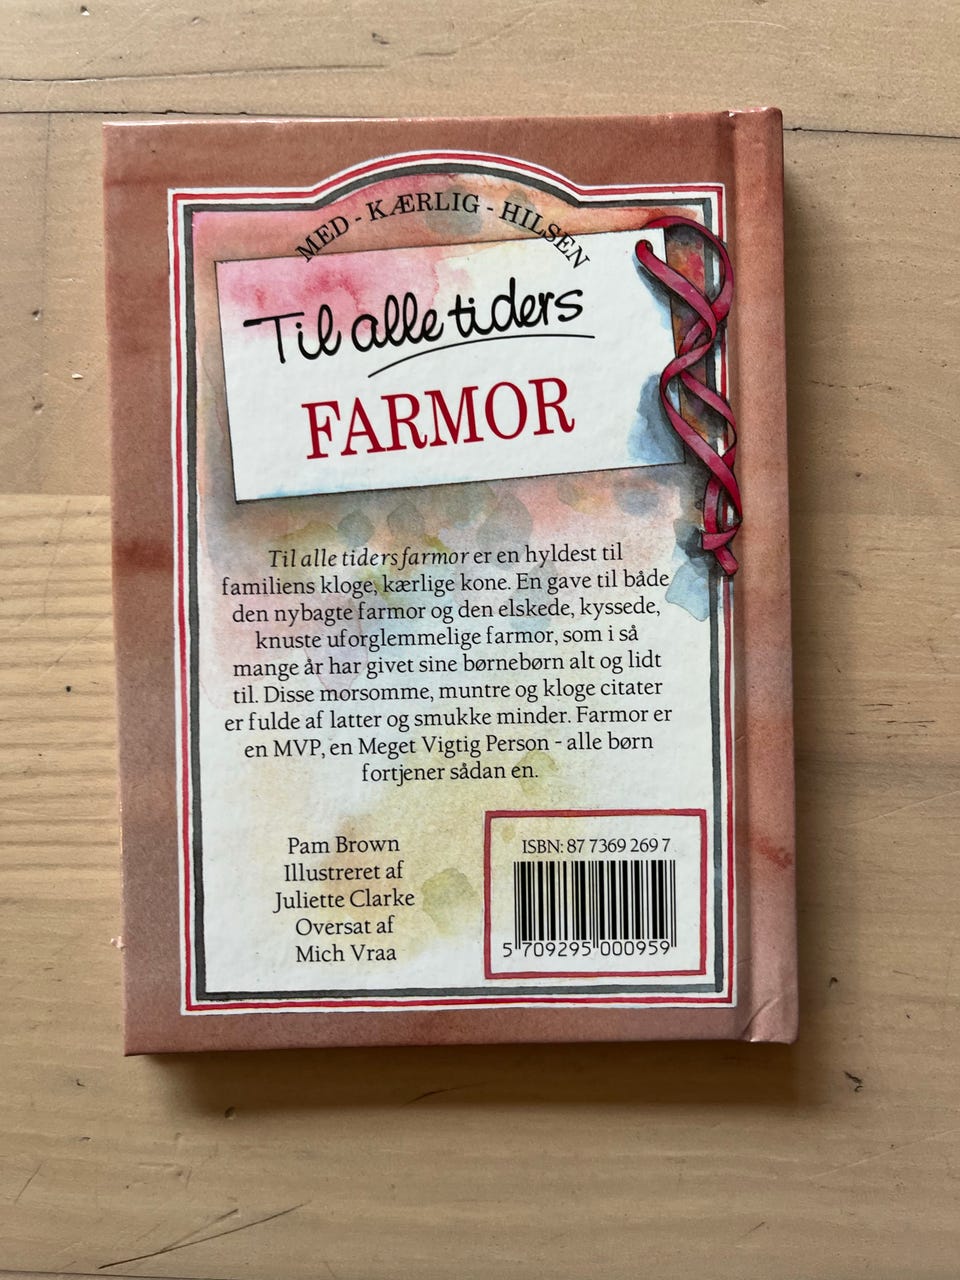 MED - KÆRLIG - HILSEN
Til alle tiders
FARMOR
Til alle tiders farmor er en hyldest til
familiens kloge, kærlige kone. En gave til både
den nybagte farmor og den elskede, kyssede,
knuste uforglemmelige farmor, som i så
mange år har givet sine børnebørn alt og lidt
til. Disse morsomme, muntre og kloge citater
er fulde af latter og smukke minder. Farmor er
en MVP, en Meget Vigtig Person - alle børn
fortjener sådan en.
Pam Brown
Illustreret af
Juliette Clarke
Oversat af
Mich Vraa
ISBN: 87 7369 269 7
5 709295 000959